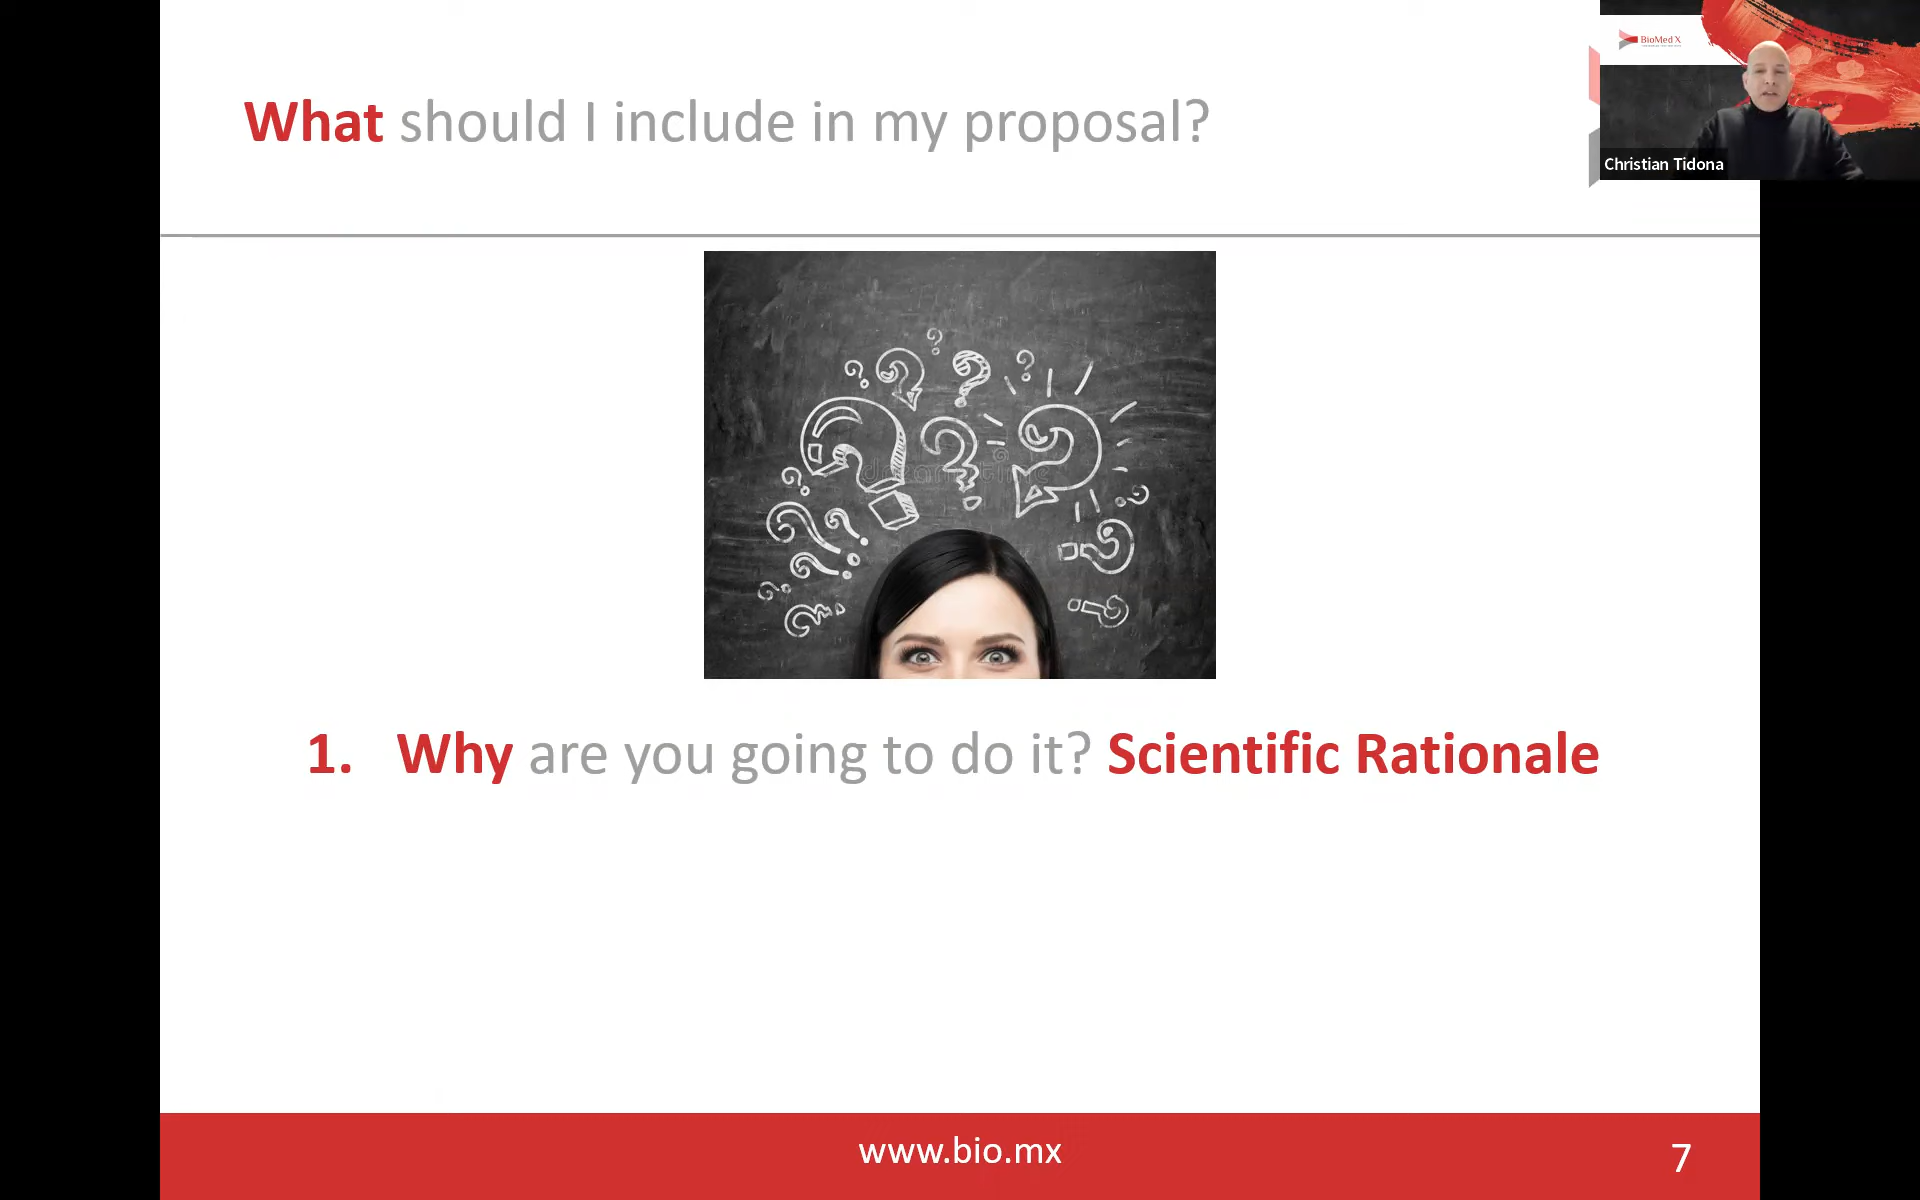 What should I include in my proposal?
BioMed X
Christian Tidona
dreamstime
1. Why are you going to do it? Scientific Rationale
www.bio.mx
7